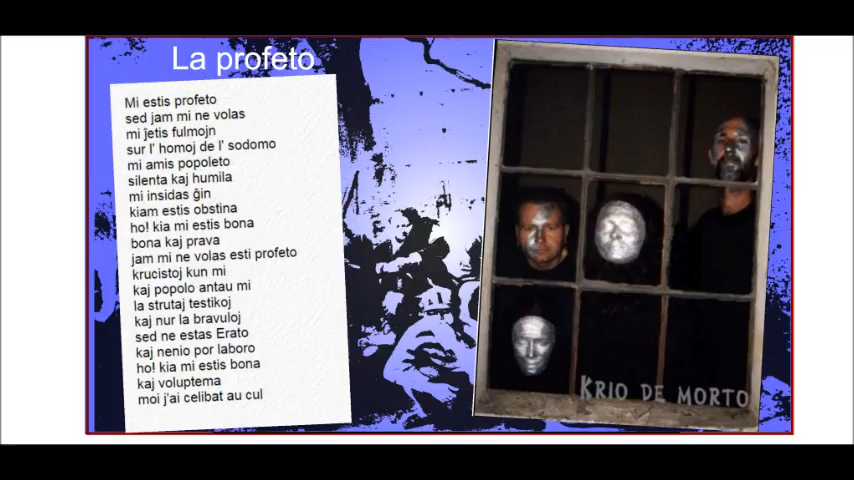 La profeto
Mi estis profeto
sed jam mi ne volas
mi ĵetis fulmojn
sur l' homoj de l' sodomo
mi amis popoleto
silenta kaj humila
mi insidas ĝin
kiam estis obstina
ho! kia mi estis bona
bona kaj prava
jam mi ne volas esti profeto
krucistoj kun mi
kaj popolo antau mi
la strutaj testikoj
kaj nur la bravuloj
sed ne estas Erato
kaj nenio por laboro
ho! kia mi estis bona
kaj voluptema
moi j'ai celibat au cul
KRIO DE MORTO